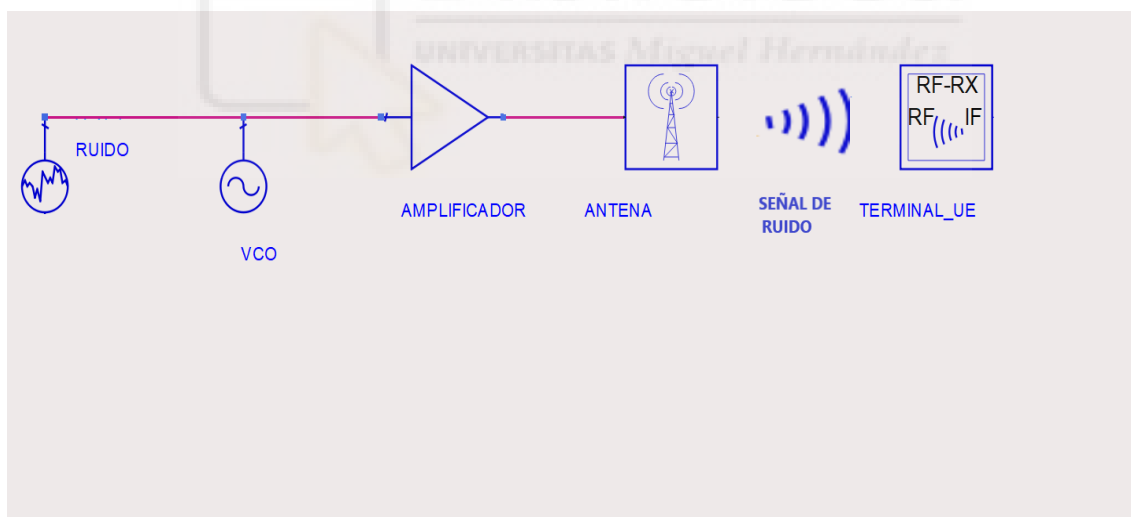 UNIVERSITAS Miguel Hernández
RF-RX
RF IF
RUIDO
AMPLIFICADOR
ANTENA
SEÑAL DE
RUIDO
TERMINAL_UE
VCO